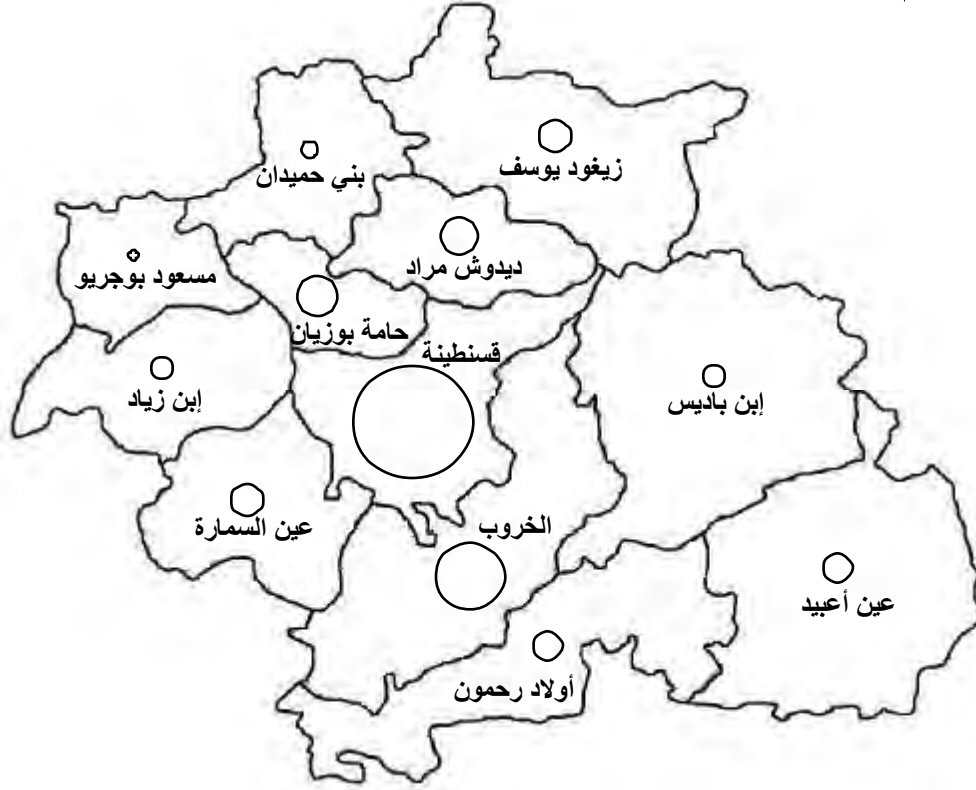 زيغود يوسف
بني حميدان
ديدوش مراد
مسعود بوجريو
حامة بوزيان
قسنطينة
إبن زياد
إبن باديس
عين السمارة
الخروب
عين أعبيد
أولاد رحمون